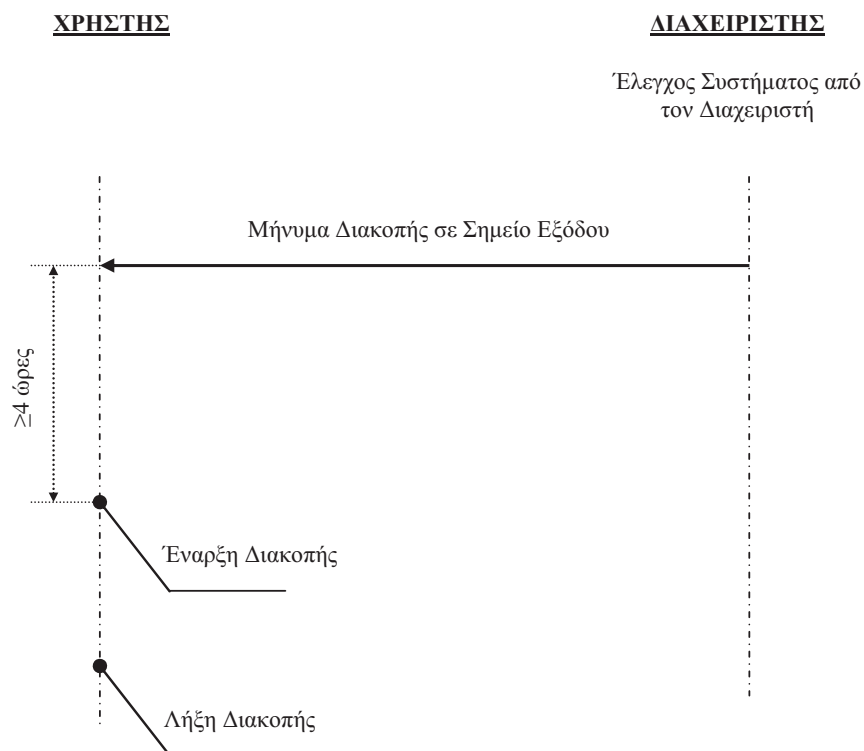 ΧΡΗΣΤΗΣ
ΔΙΑΧΕΙΡΙΣΤΗΣ
Έλεγχος Συστήματος από
τον Διαχειριστή
Μήνυμα Διακοπής σε Σημείο Εξόδου
≥4 ώρες
Έναρξη Διακοπής
Λήξη Διακοπής